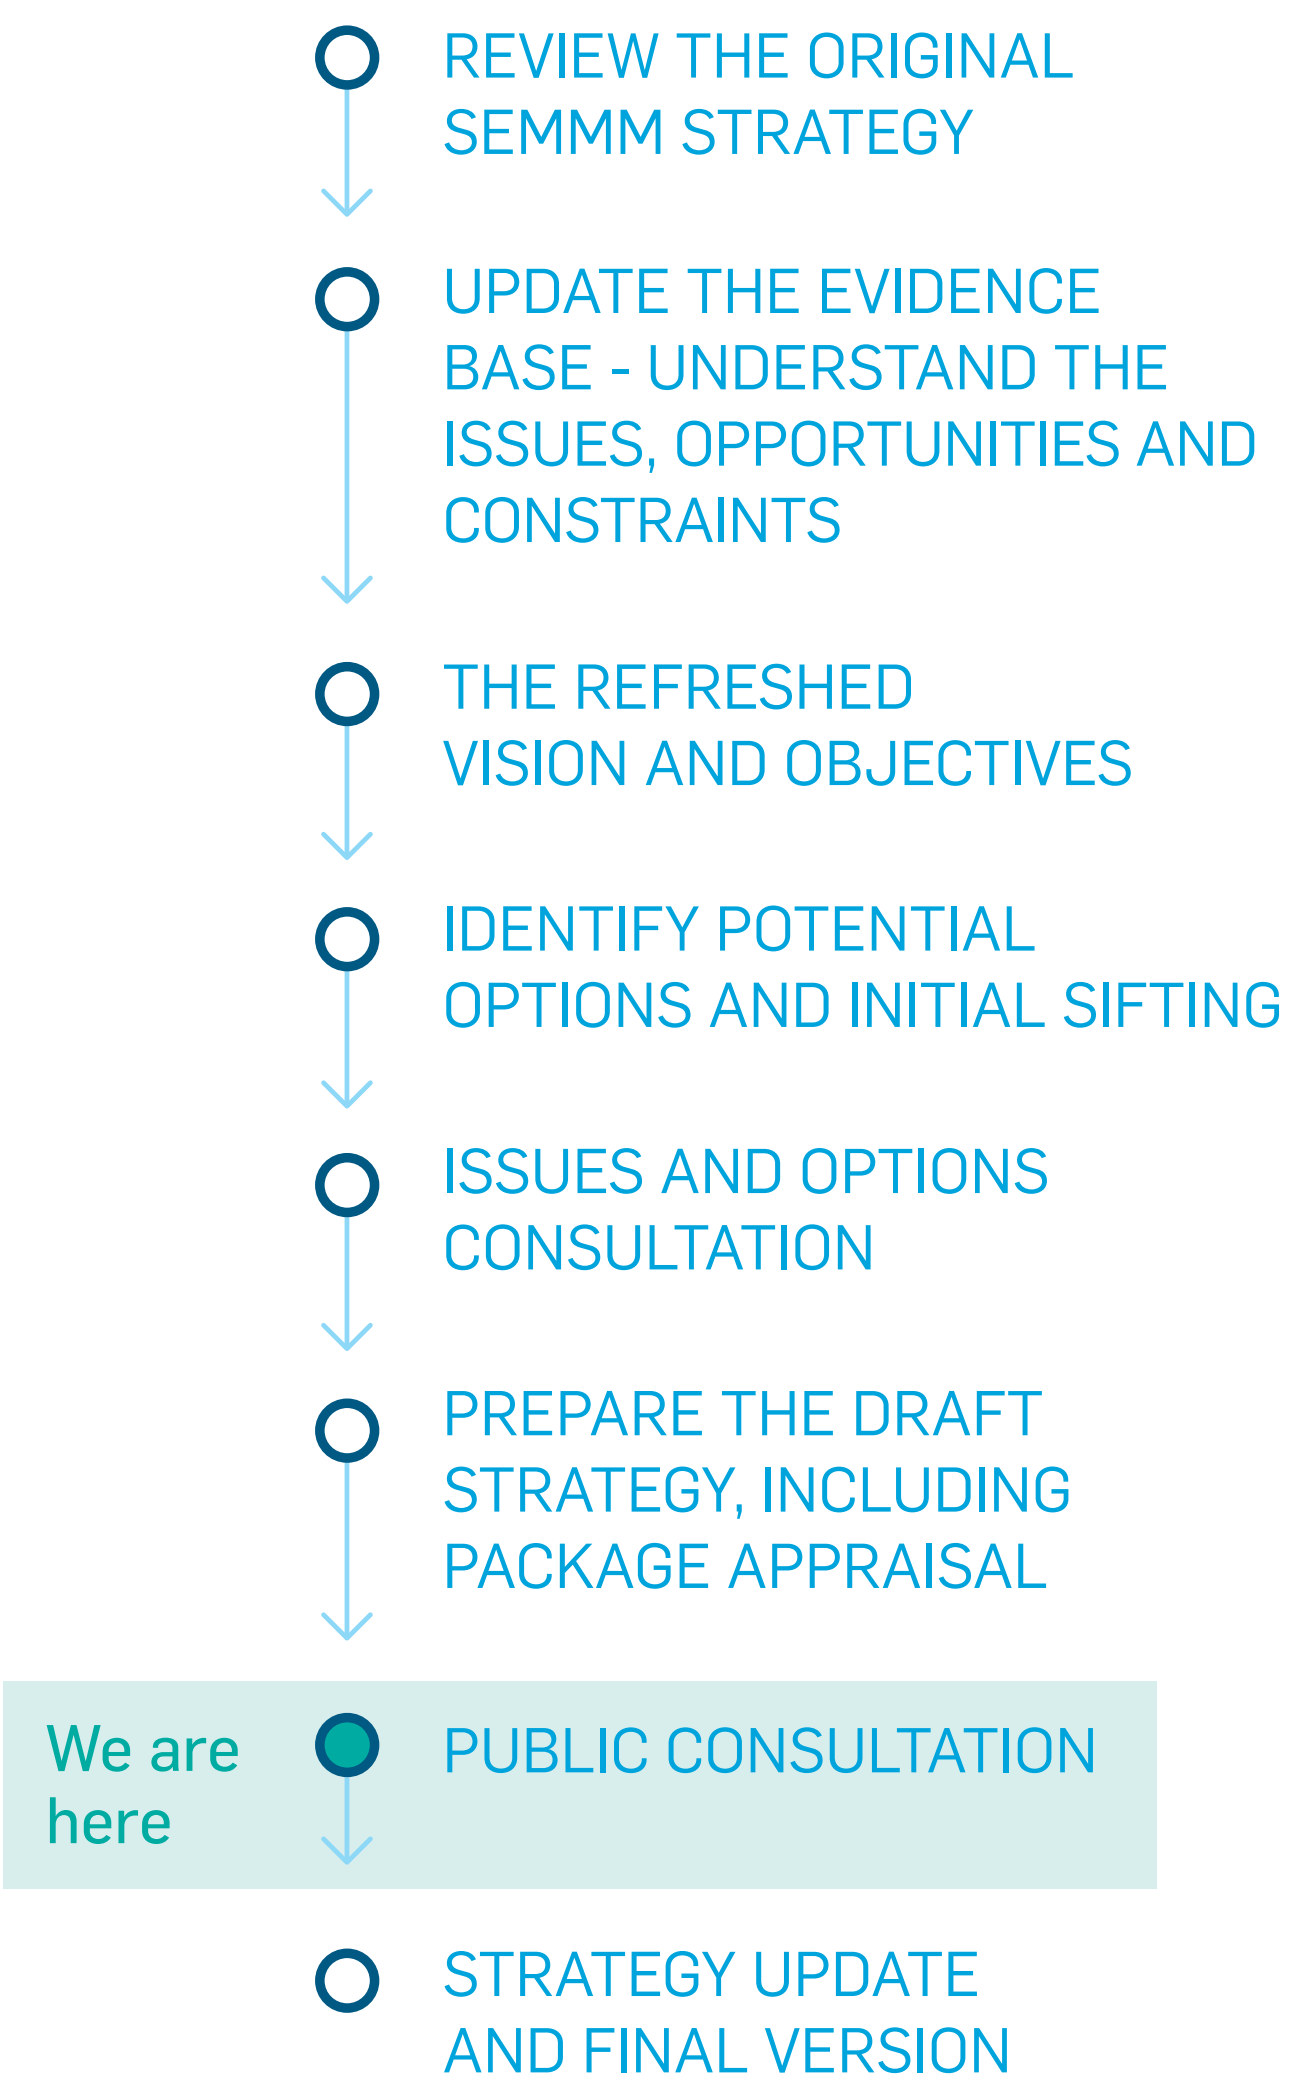 REVIEW THE ORIGINAL
SEMMM STRATEGY
UPDATE THE EVIDENCE
BASE - UNDERSTAND THE
ISSUES, OPPORTUNITIES AND
CONSTRAINTS
THE REFRESHED
VISION AND OBJECTIVES
IDENTIFY POTENTIAL
OPTIONS AND INITIAL SIFTING
ISSUES AND OPTIONS
CONSULTATION
PREPARE THE DRAFT
STRATEGY, INCLUDING
PACKAGE APPRAISAL
We are
here
PUBLIC CONSULTATION
STRATEGY UPDATE
AND FINAL VERSION